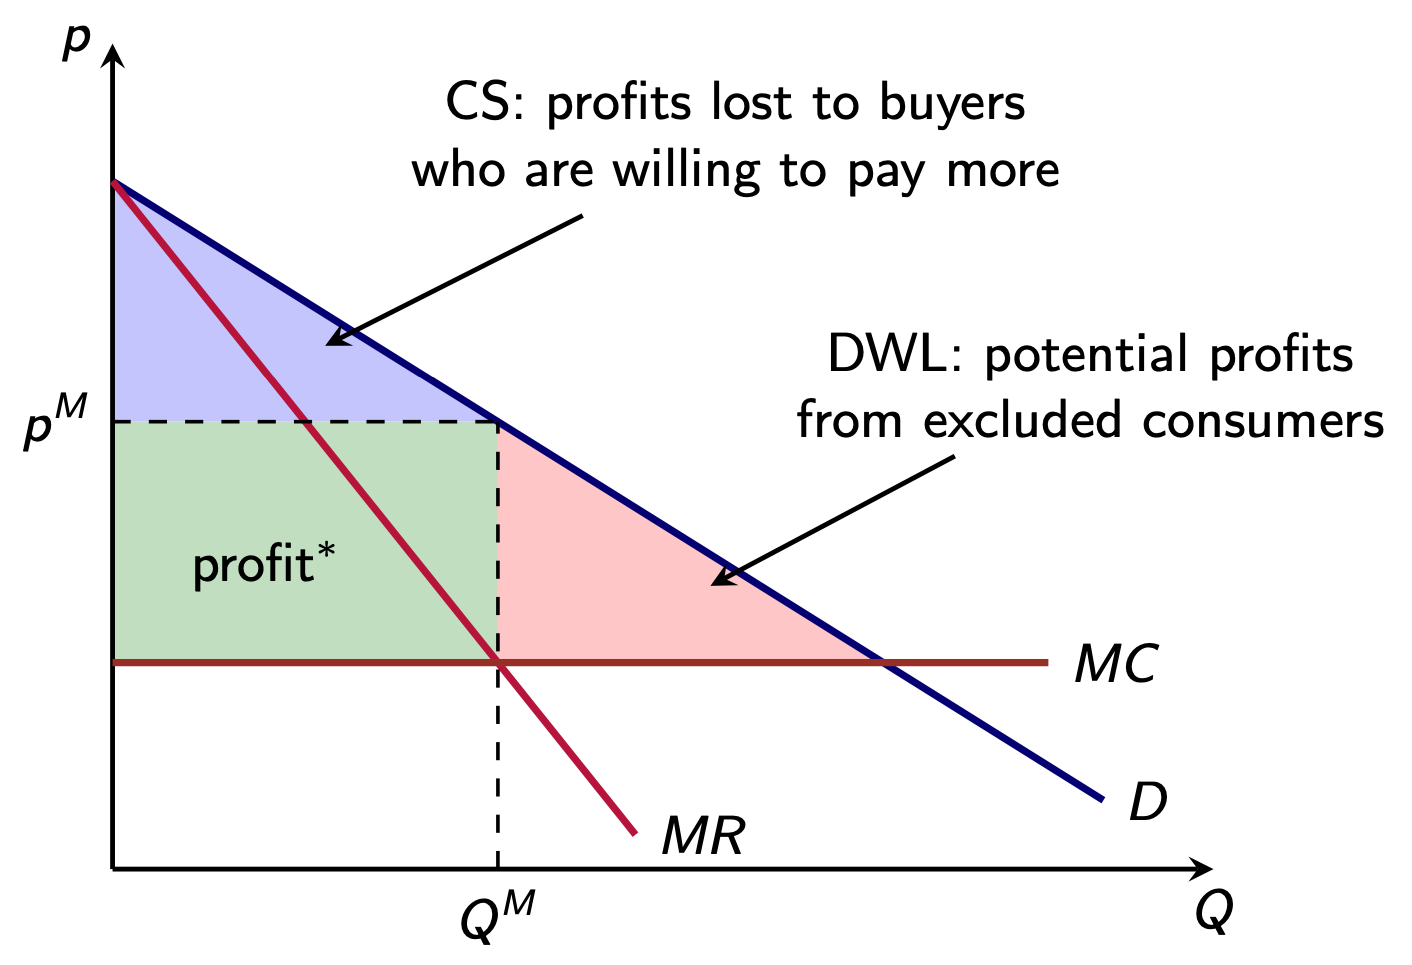 p
CS: profits lost to buyers
who are willing to pay more
DWL: potential profits
from excluded consumers
p^M
profit*
MC
D
MR
Q^M
Q